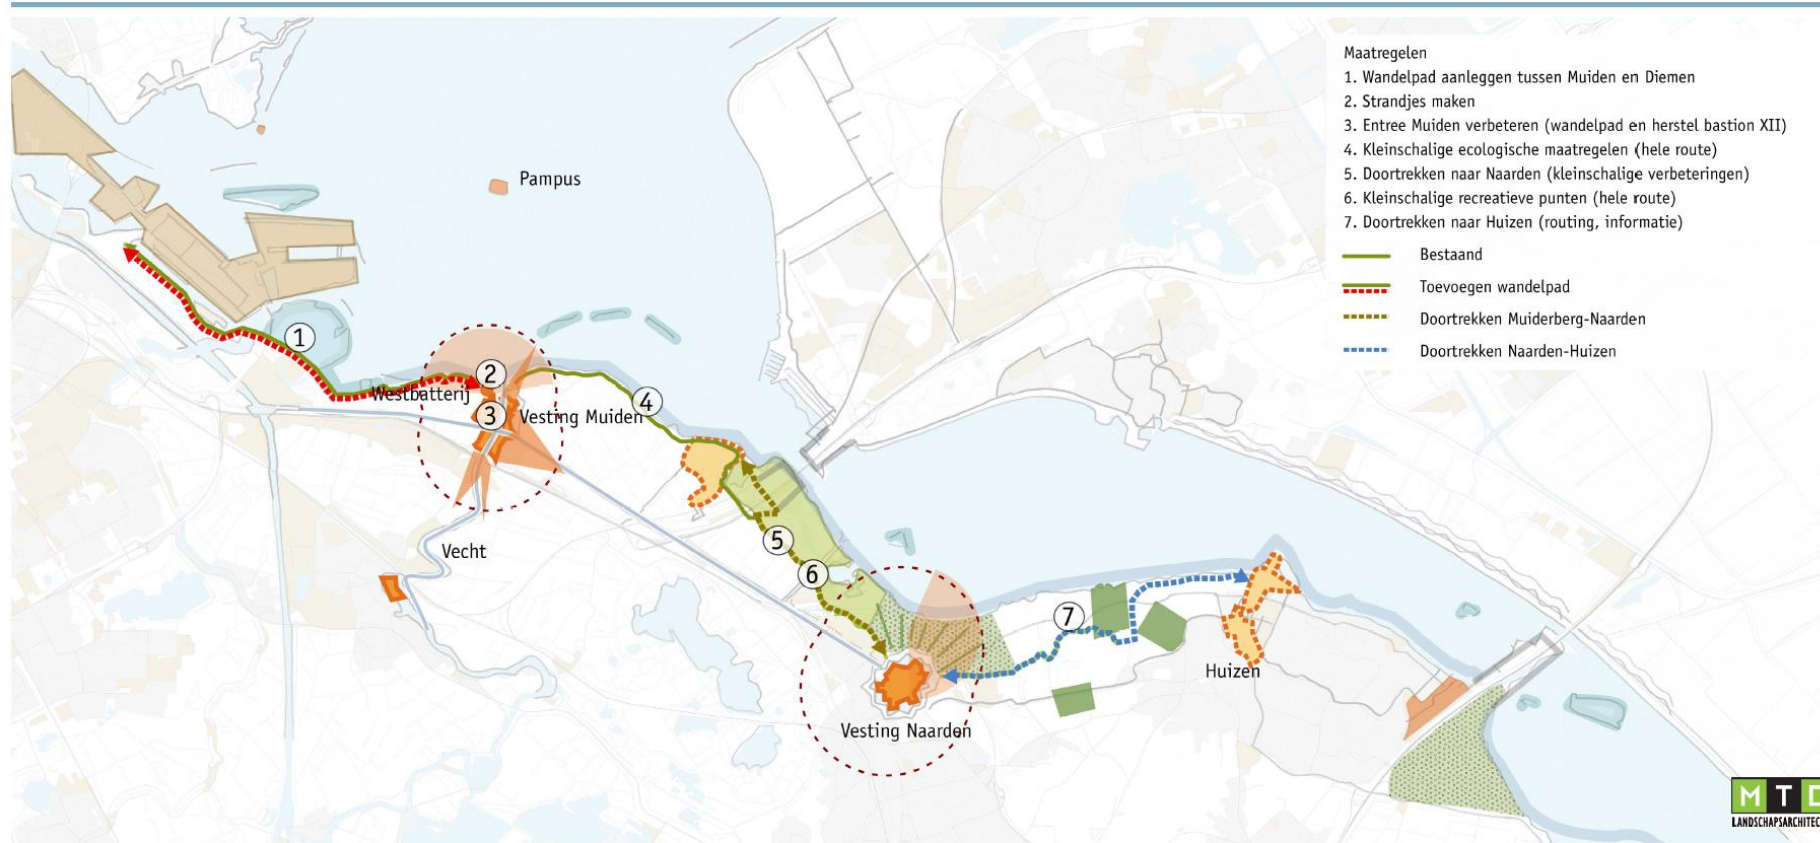 Maatregelen
1. Wandelpad aanleggen tussen Muiden en Diemen
2. Strandjes maken
3. Entree Muiden verbeteren (wandelpad en herstel bastion XII)
4. Kleinschalige ecologische maatregelen (hele route)
5. Doortrekken naar Naarden (kleinschalige verbeteringen)
6. Kleinschalige recreatieve punten (hele route)
7. Doortrekken naar Huizen (routing, informatie)
Bestaand
Toevoegen wandelpad
Doortrekken Muiderberg-Naarden
Doortrekken Naarden-Huizen
Pampus
1
2
Westbatterij
3
Vesting Muiden
4
Vecht
5
6
7
Huizen
Vesting Naarden
MTD
LANDSCHAPSARCHITEC